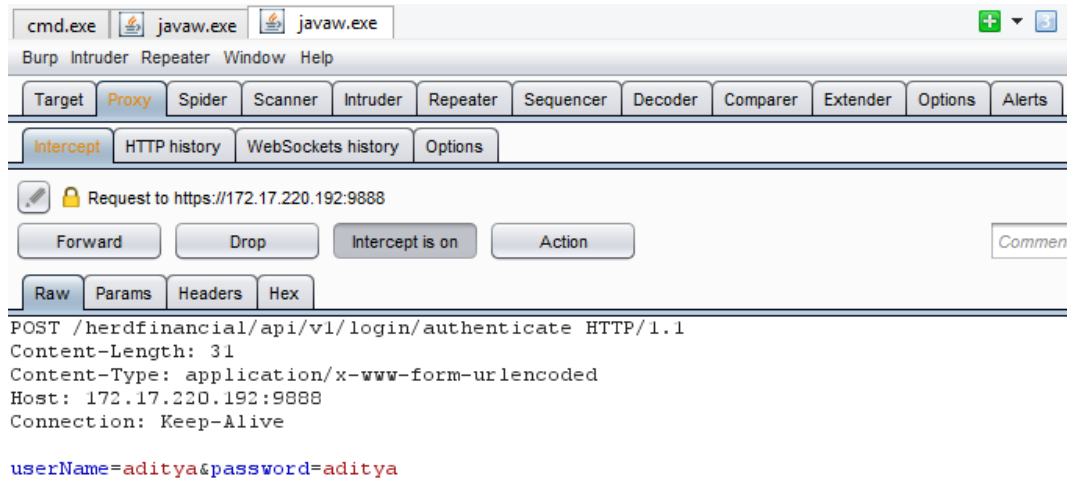 cmd.exe javaw.exe javaw.exe 3
Burp Intruder Repeater Window Help
Target Proxy Spider Scanner Intruder Repeater Sequencer Decoder Comparer Extender Options Alerts
Intercept HTTP history WebSockets history Options
Request to https://172.17.220.192:9888
Forward Drop Intercept is on Action Commen
Raw Params Headers Hex
POST /herdfinancial/api/v1/login/authenticate HTTP/1.1
Content-Length: 31
Content-Type: application/x-www-form-urlencoded
Host: 172.17.220.192:9888
Connection: Keep-Alive
userName=aditya&password=aditya